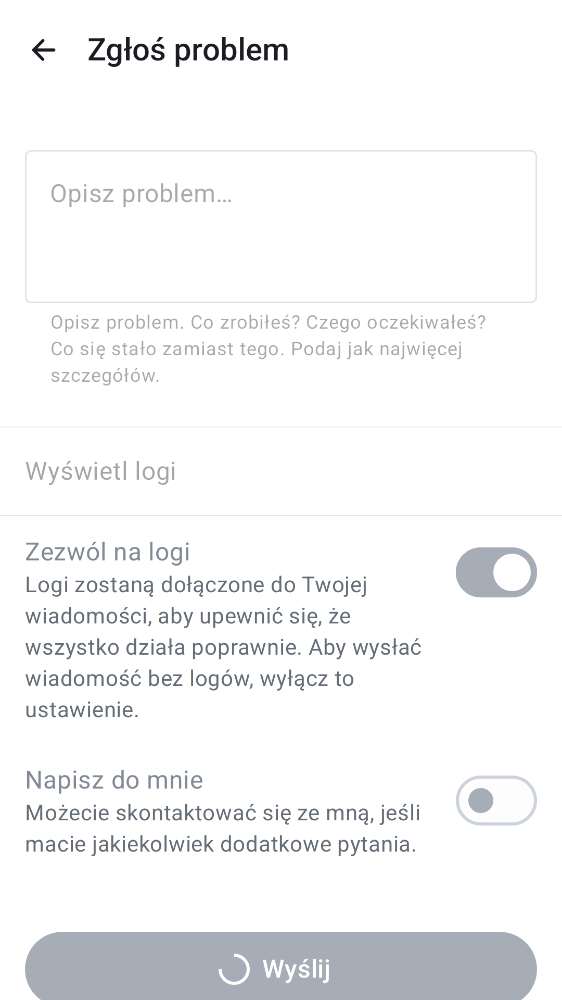 Zgłoś problem
Opisz problem…
Opisz problem. Co zrobiłeś? Czego oczekiwałeś?
Co się stało zamiast tego. Podaj jak najwięcej
szczegółów.
Wyświetl logi
Zezwól na logi
Logi zostaną dołączone do Twojej
wiadomości, aby upewnić się, że
wszystko działa poprawnie. Aby wysłać
wiadomość bez logów, wyłącz to
ustawienie.
Napisz do mnie
Możecie skontaktować się ze mną, jeśli
macie jakiekolwiek dodatkowe pytania.
Wyślij